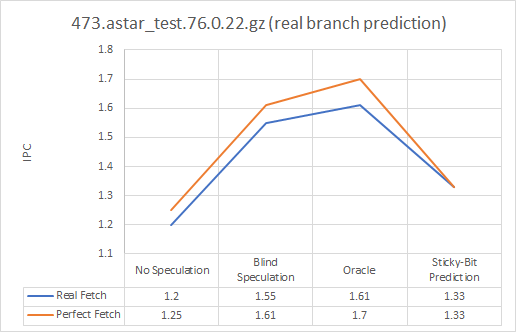 473.astar_test.76.0.22.gz (real branch prediction)
1.8
1.7
1.6
1.5
1.4
1.3
1.2
1.1
IPC
No Speculation Blind Speculation Oracle Sticky-Bit Prediction
Real Fetch 1.2 1.55 1.61 1.33
Perfect Fetch 1.25 1.61 1.7 1.33